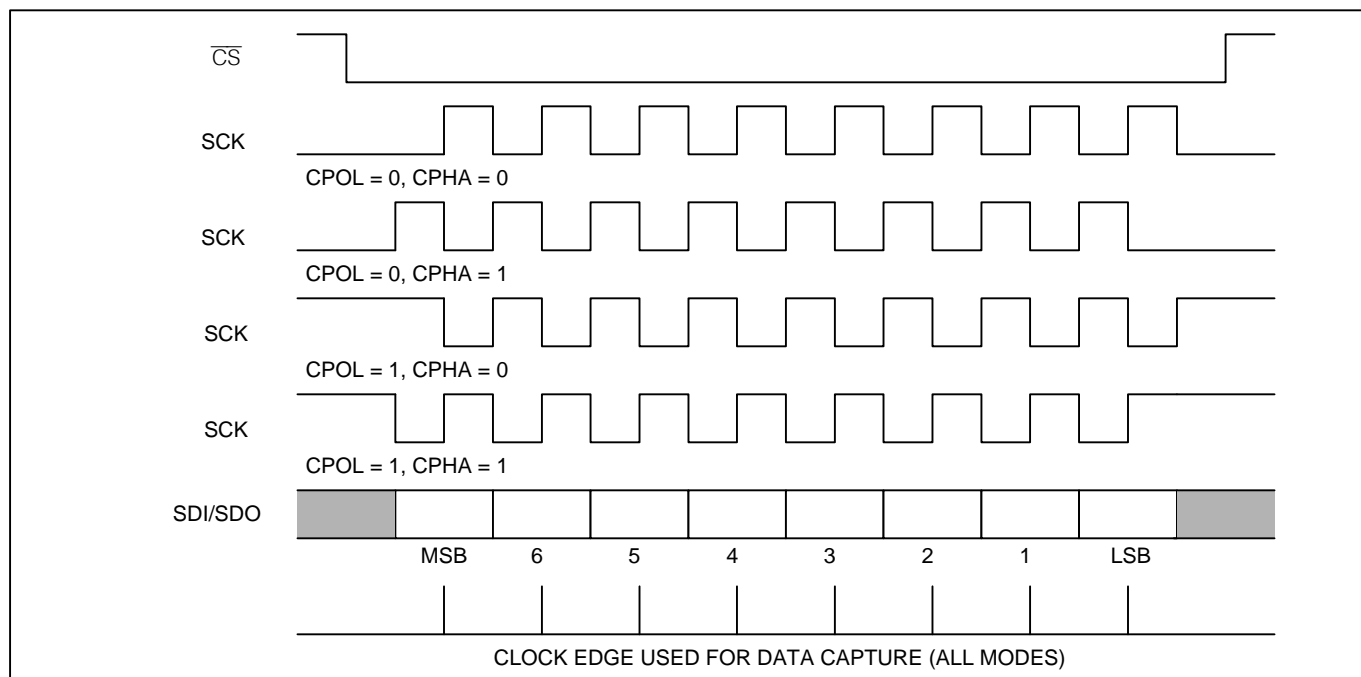 C̅S̅
SCK
CPOL = 0, CPHA = 0
SCK
CPOL = 0, CPHA = 1
SCK
CPOL = 1, CPHA = 0
SCK
CPOL = 1, CPHA = 1
SDI/SDO
MSB 6 5 4 3 2 1 LSB
CLOCK EDGE USED FOR DATA CAPTURE (ALL MODES)